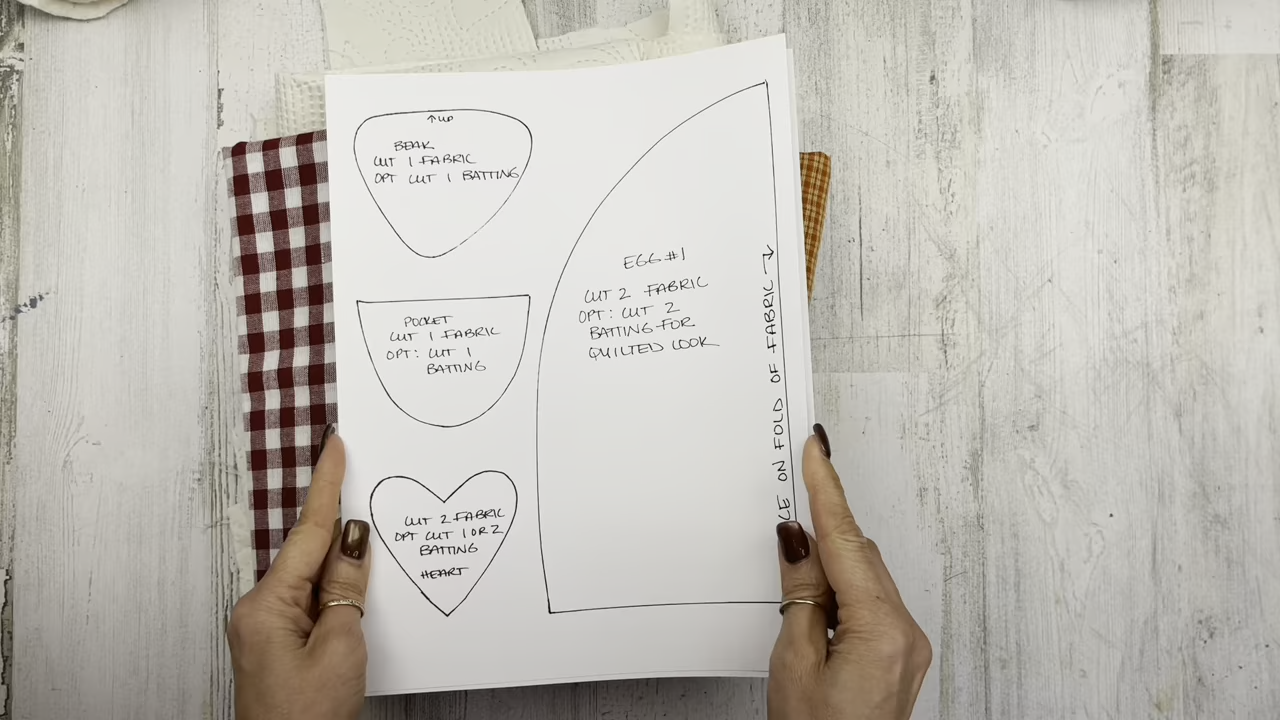 ↑ UP
BEAK
CUT 1 FABRIC
OPT CUT 1 BATTING
POCKET
CUT 1 FABRIC
OPT: CUT 1
BATTING
CUT 2 FABRIC
OPT CUT 1 OR 2
BATTING
HEART
EGG #1
CUT 2 FABRIC
OPT: CUT 2
BATTING FOR
QUILTED LOOK
CE ON FOLD OF FABRIC →